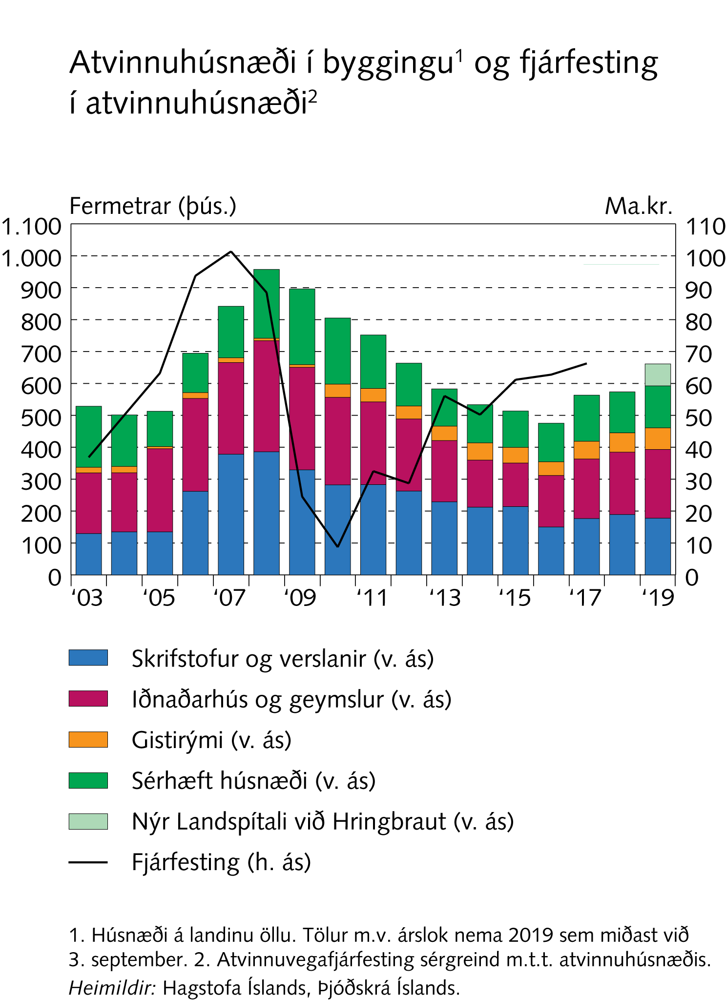 Atvinnuhúsnæði í byggingu¹ og fjárfesting
í atvinnuhúsnæði²
Fermetrar (þús.) Ma.kr.
1.100 110
1.000 100
900 90
800 80
700 70
600 60
500 50
400 40
300 30
200 20
100 10
0 0
‘03 ‘05 ‘07 ‘09 ‘11 ‘13 ‘15 ‘17 ‘19
Skrifstofur og verslanir (v. ás)
Iðnaðarhús og geymslur (v. ás)
Gistirými (v. ás)
Sérhæft húsnæði (v. ás)
Nýr Landspítali við Hringbraut (v. ás)
Fjárfesting (h. ás)
1. Húsnæði á landinu öllu. Tölur m.v. árslok nema 2019 sem miðast við
3. september. 2. Atvinnuvegafjárfesting sérgreind m.t.t. atvinnuhúsnæðis.
Heimildir: Hagstofa Íslands, Þjóðskrá Íslands.